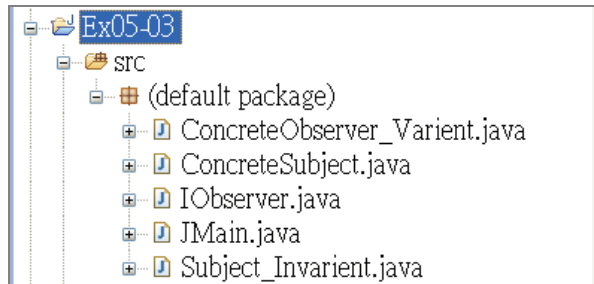 Ex05-03
src
(default package)
ConcreteObserver_Varient.java
ConcreteSubject.java
IObserver.java
JMain.java
Subject_Invarient.java